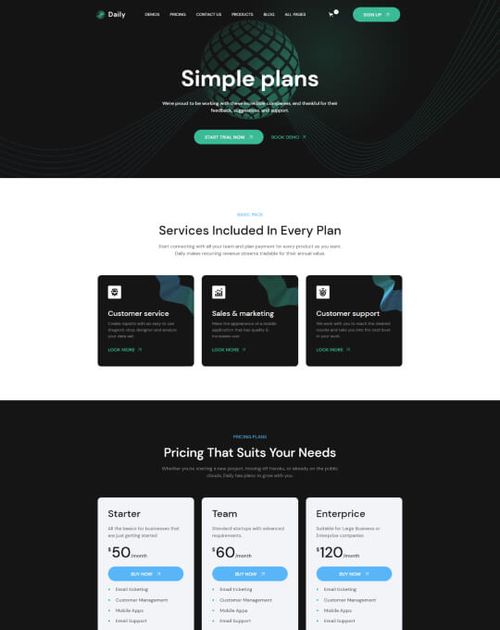 Daily
DEMOS PRICING CONTACT US PRODUCTS BLOG ALL PAGES
SIGN UP
Simple plans
We're proud to be working with these incredible companies, and thankful for their
feedback, suggestions, and support.
START TRIAL NOW
BOOK DEMO
BASIC PACK
Services Included In Every Plan
Start connecting with all your team and plan payment for every product as you want.
Daily makes recurring revenue streams tradable for their annual value.
Customer service
Create reports with an easy to use
drag-and-drop designer and analyze
your data set
LOOK MORE
Sales & marketing
Make the appearance of a mobile
application that has quality &
increases user
LOOK MORE
Customer support
We work with you to reach the desired
results and take you into the next level
in your work
LOOK MORE
PRICING PLANS
Pricing That Suits Your Needs
Whether you're starting a new project, moving off Handle, or already on the public
clouds, Daily has plans to grow with you.
Starter
All the basics for businesses that
are just getting started
$50/month
BUY NOW
Email ticketing
Customer Management
Mobile Apps
Email Support
Team
Standard startups with advanced
requirements.
$60/month
BUY NOW
Email ticketing
Customer Management
Mobile Apps
Email Support
Enterprice
Suitable for Large Business or
Enterprise companies
$120/month
BUY NOW
Email ticketing
Customer Management
Mobile Apps
Email Support